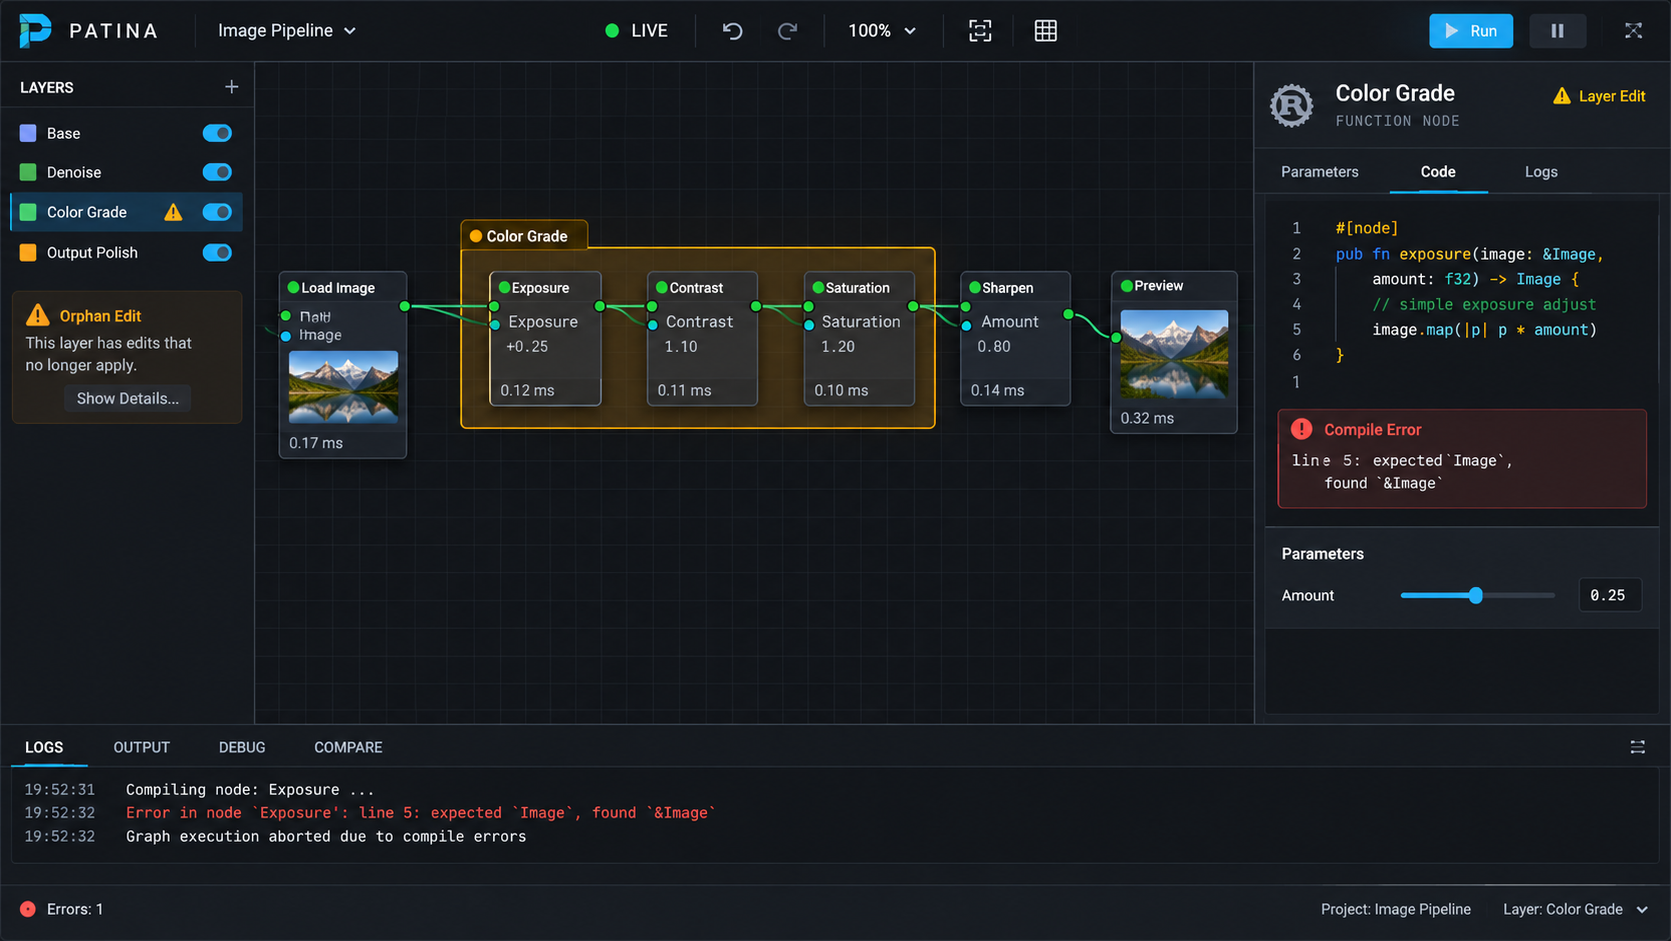 PATINA
Image Pipeline
LIVE
100%
Run
LAYERS
Base
Denoise
Color Grade
Output Polish
Orphan Edit
This layer has edits that
no longer apply.
Show Details...
Color Grade
Load Image
Image
0.17 ms
Exposure
Exposure
+0.25
0.12 ms
Contrast
Contrast
1.10
0.11 ms
Saturation
Saturation
1.20
0.10 ms
Sharpen
Amount
0.80
0.14 ms
Preview
0.32 ms
R
Color Grade
FUNCTION NODE
Layer Edit
Parameters
Code
Logs
1 #[node]
2 pub fn exposure(image: &Image,
3 amount: f32) -> Image {
4 // simple exposure adjust
5 image.map(|p| p * amount)
6 }
1
Compile Error
line 5: expected`Image`,
found `&Image`
Parameters
Amount
0.25
LOGS
OUTPUT
DEBUG
COMPARE
19:52:31 Compiling node: Exposure ...
19:52:32 Error in node `Exposure': line 5: expected `Image`, found `&Image`
19:52:32 Graph execution aborted due to compile errors
Errors: 1
Project: Image Pipeline
Layer: Color Grade